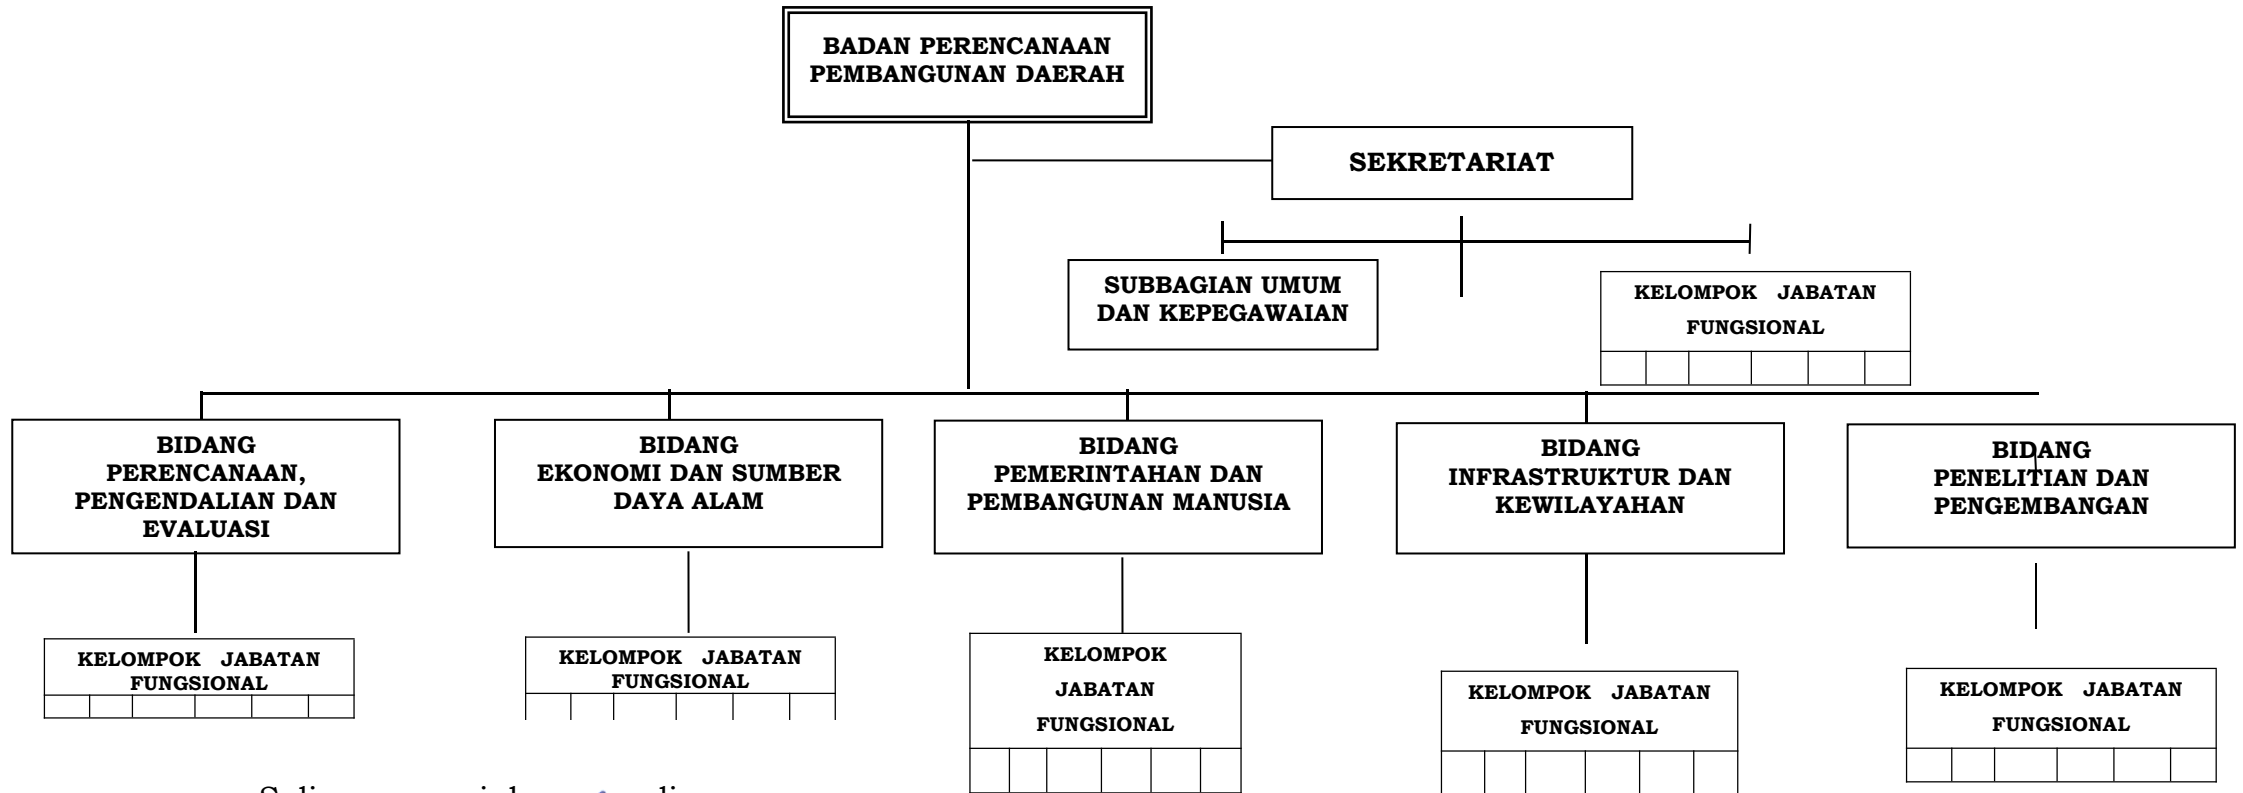 BADAN PERENCANAAN
PEMBANGUNAN DAERAH
SEKRETARIAT
SUBBAGIAN UMUM
DAN KEPEGAWAIAN
KELOMPOK JABATAN
FUNGSIONAL
BIDANG
PERENCANAAN,
PENGENDALIAN DAN
EVALUASI
BIDANG
EKONOMI DAN SUMBER
DAYA ALAM
BIDANG
PEMERINTAHAN DAN
PEMBANGUNAN MANUSIA
BIDANG
INFRASTRUKTUR DAN
KEWILAYAHAN
BIDANG
PENELITIAN DAN
PENGEMBANGAN
KELOMPOK JABATAN
FUNGSIONAL
KELOMPOK JABATAN
FUNGSIONAL
KELOMPOK
JABATAN
FUNGSIONAL
KELOMPOK JABATAN
FUNGSIONAL
KELOMPOK JABATAN
FUNGSIONAL